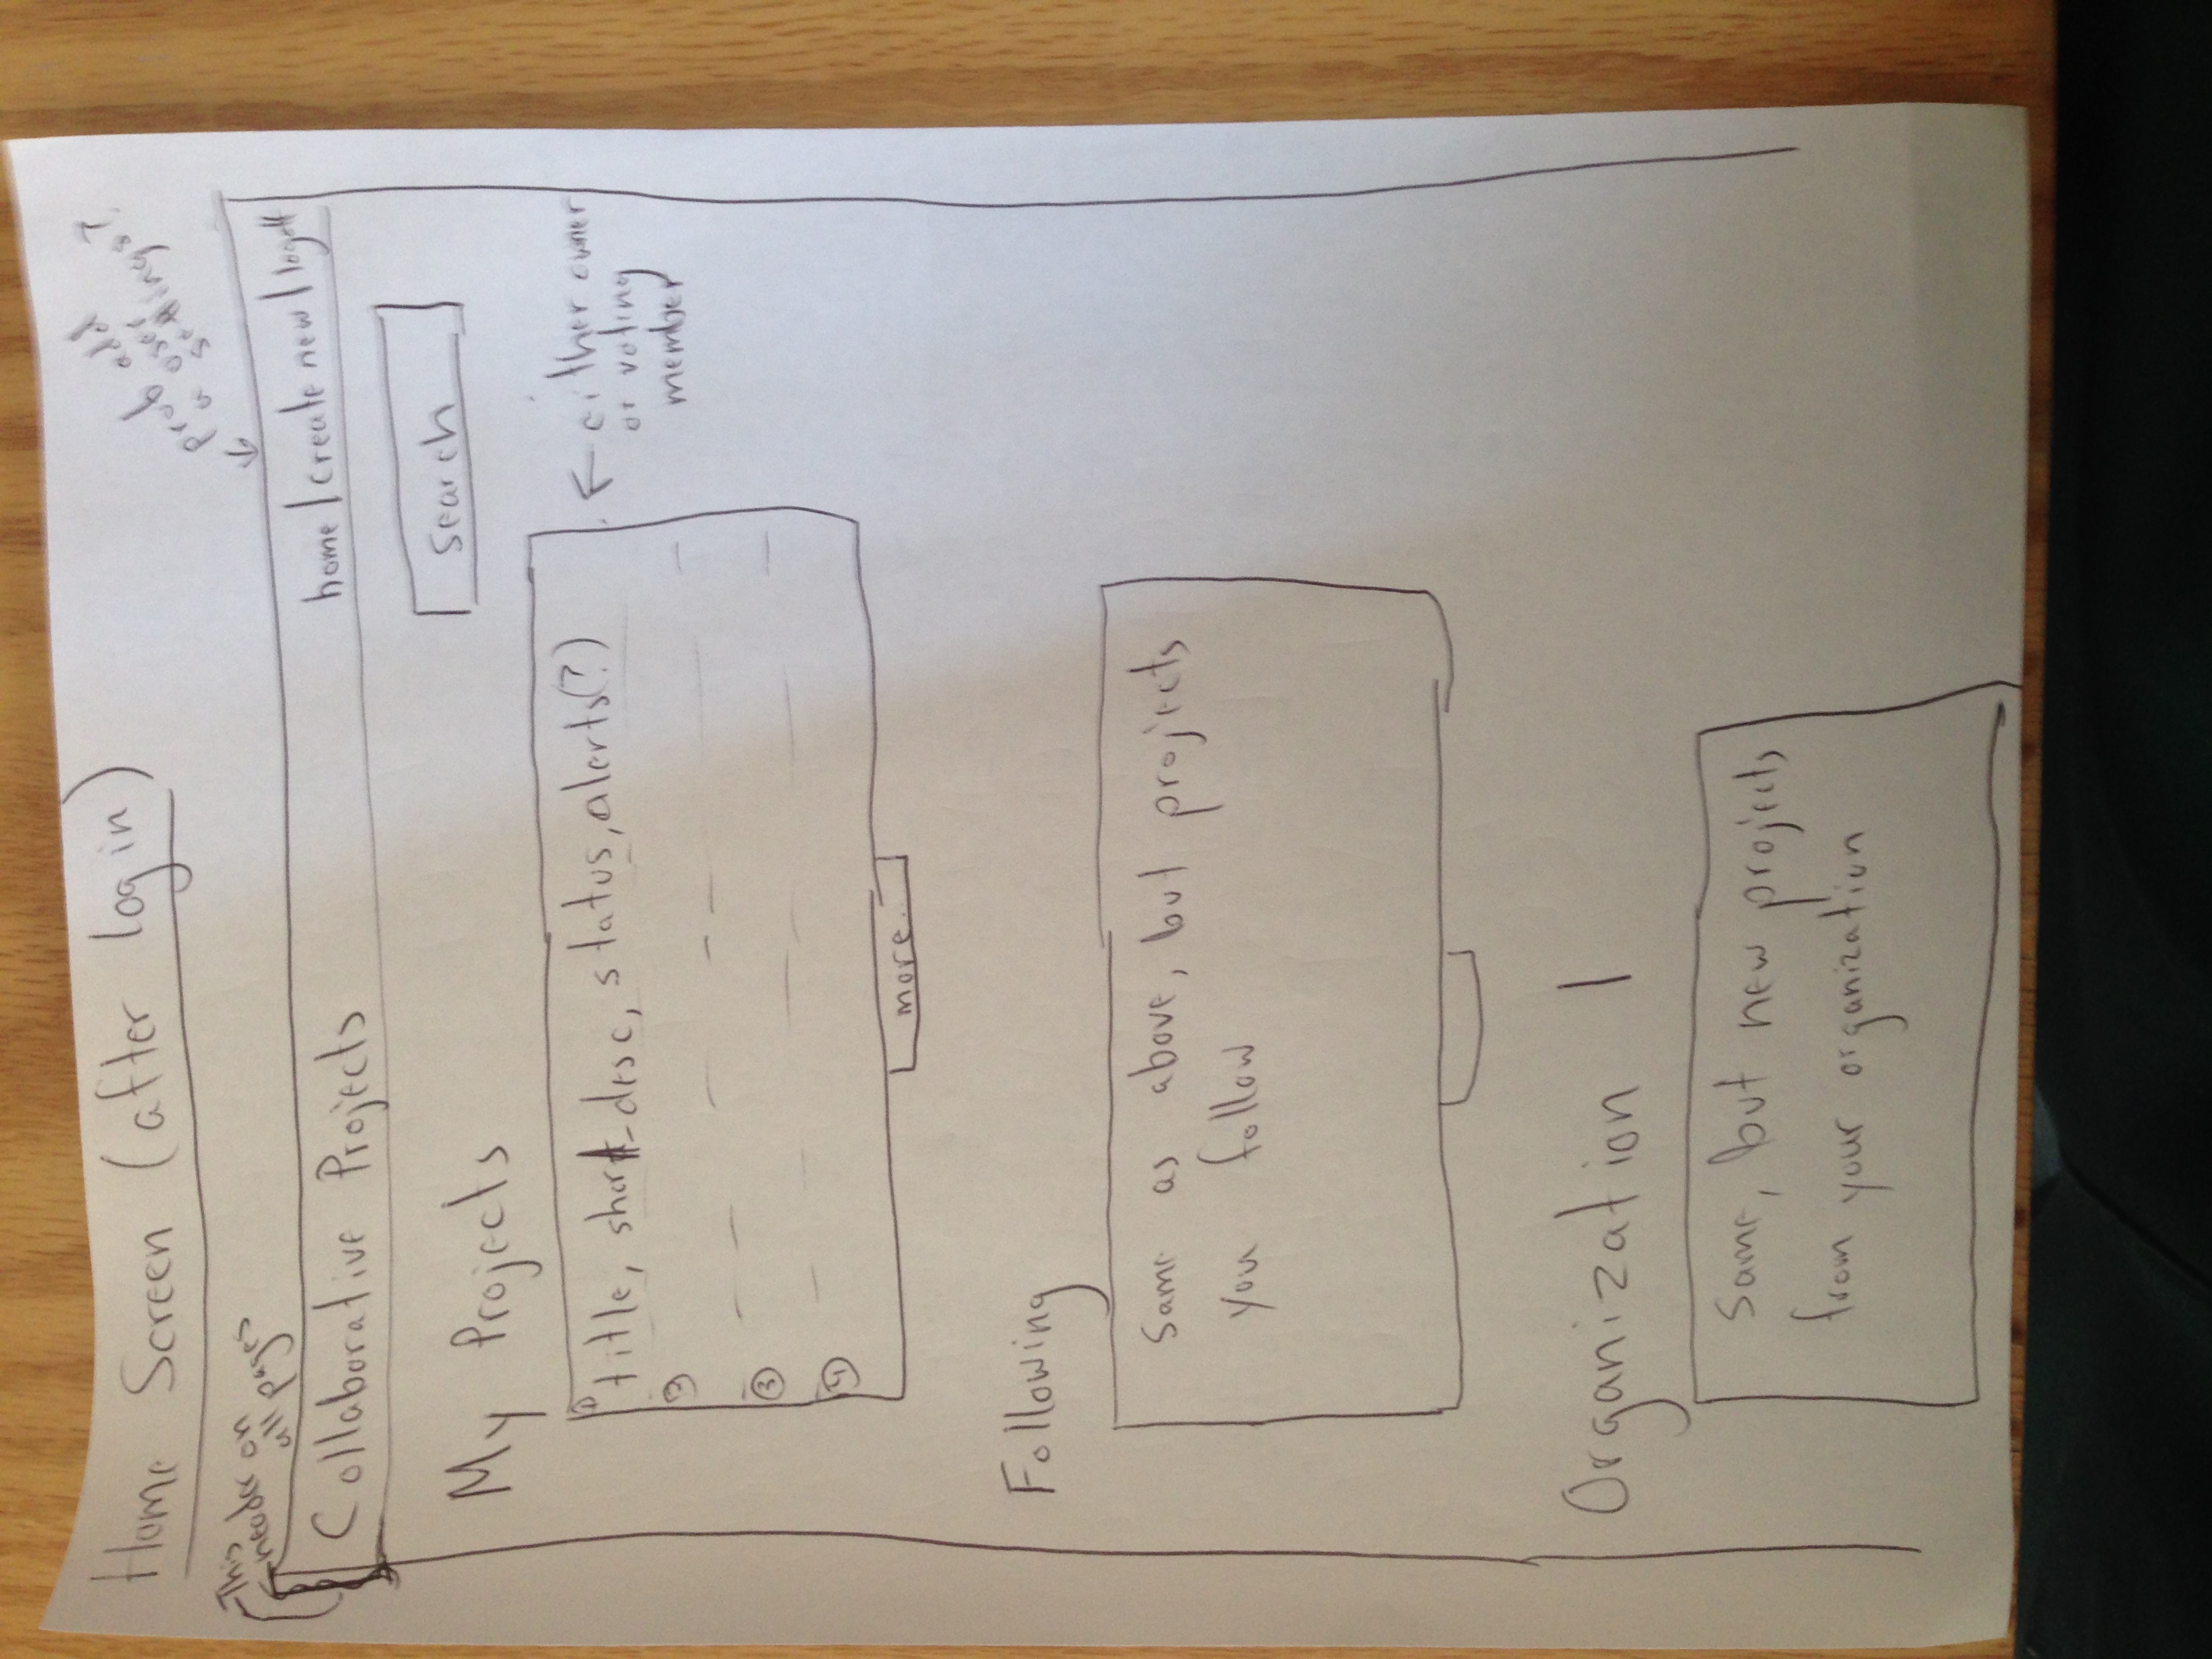 Home Screen (after log in)
prob add
a user
settings?
This
header on
all pages
Collaborative Projects
home | create new | logoff
search
My Projects
① title, short_desc, status, alerts(?)
②
③
④
more..
either owner
or voting
member
Following
Same as above, but projects
you follow
Organization 1
Same, but new projects
from your organization